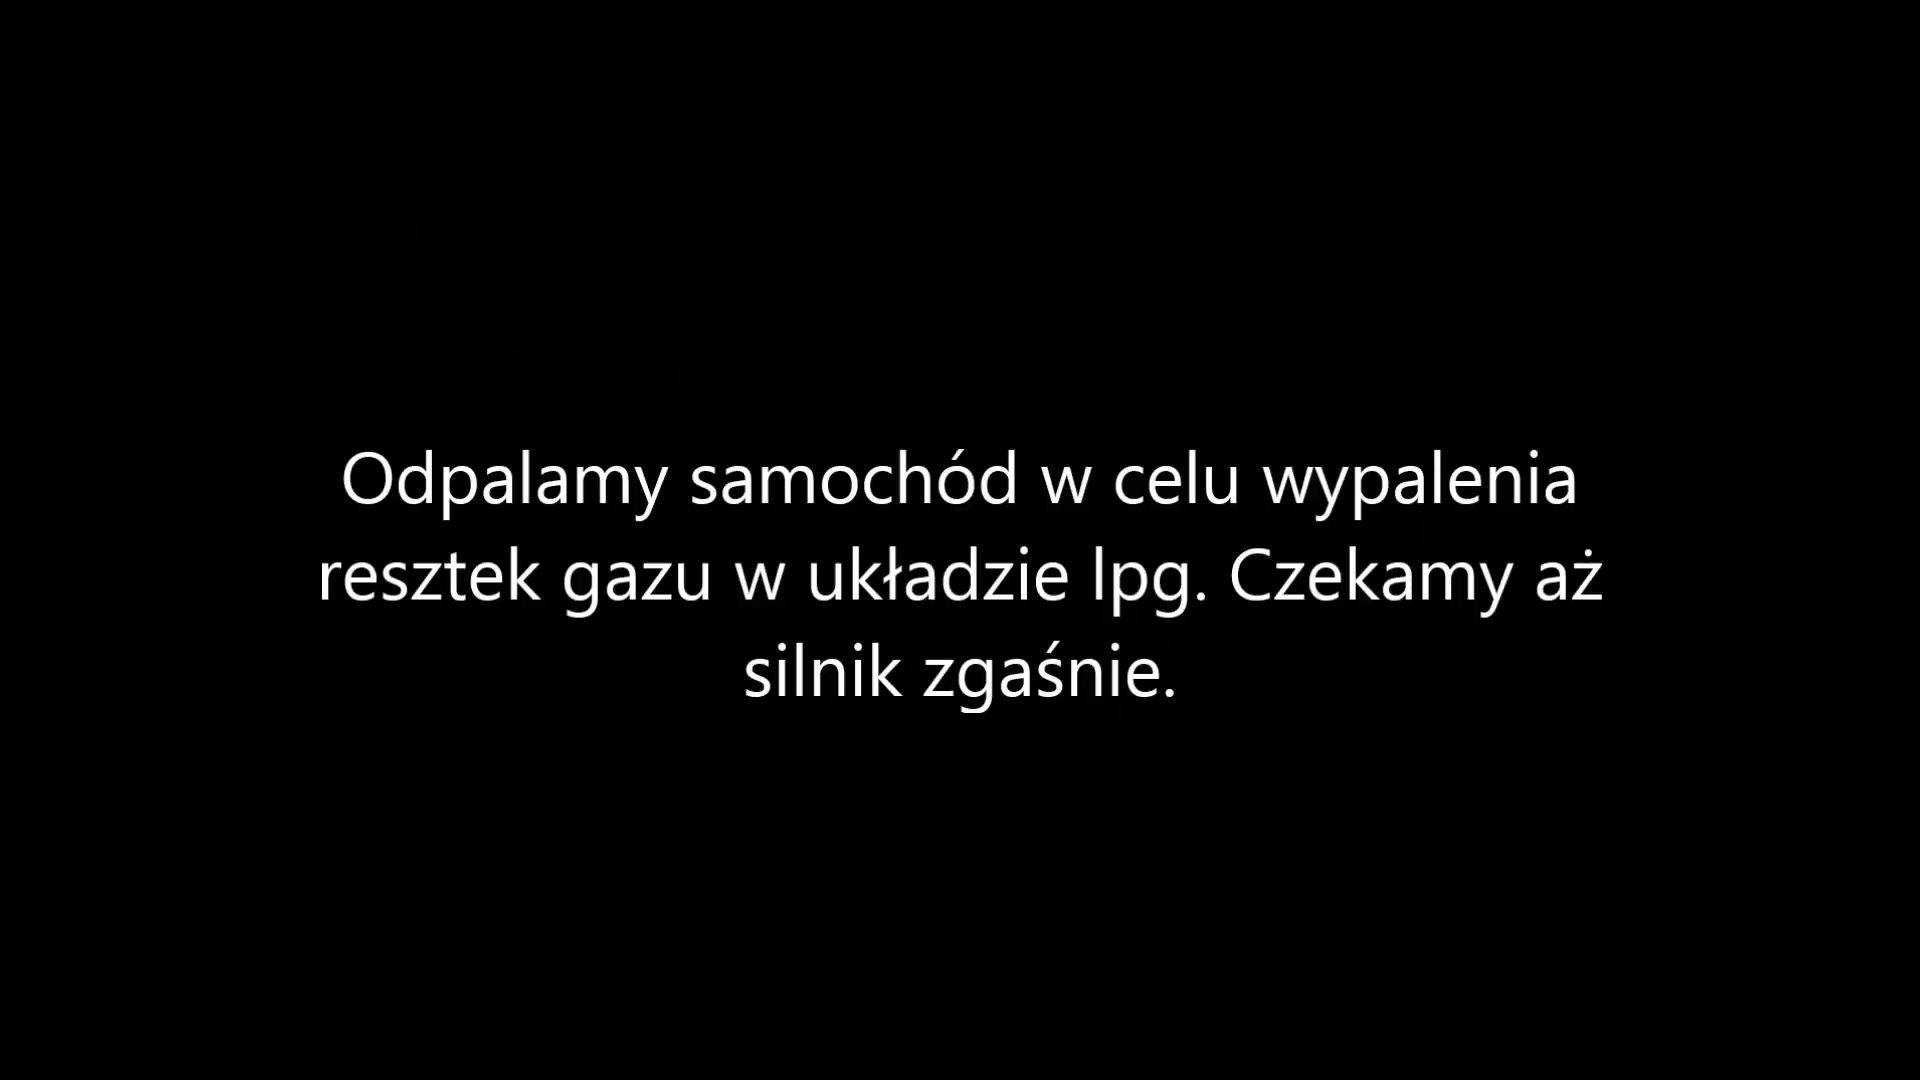 Odpalamy samochód w celu wypalenia
resztek gazu w układzie lpg. Czekamy aż
silnik zgaśnie.